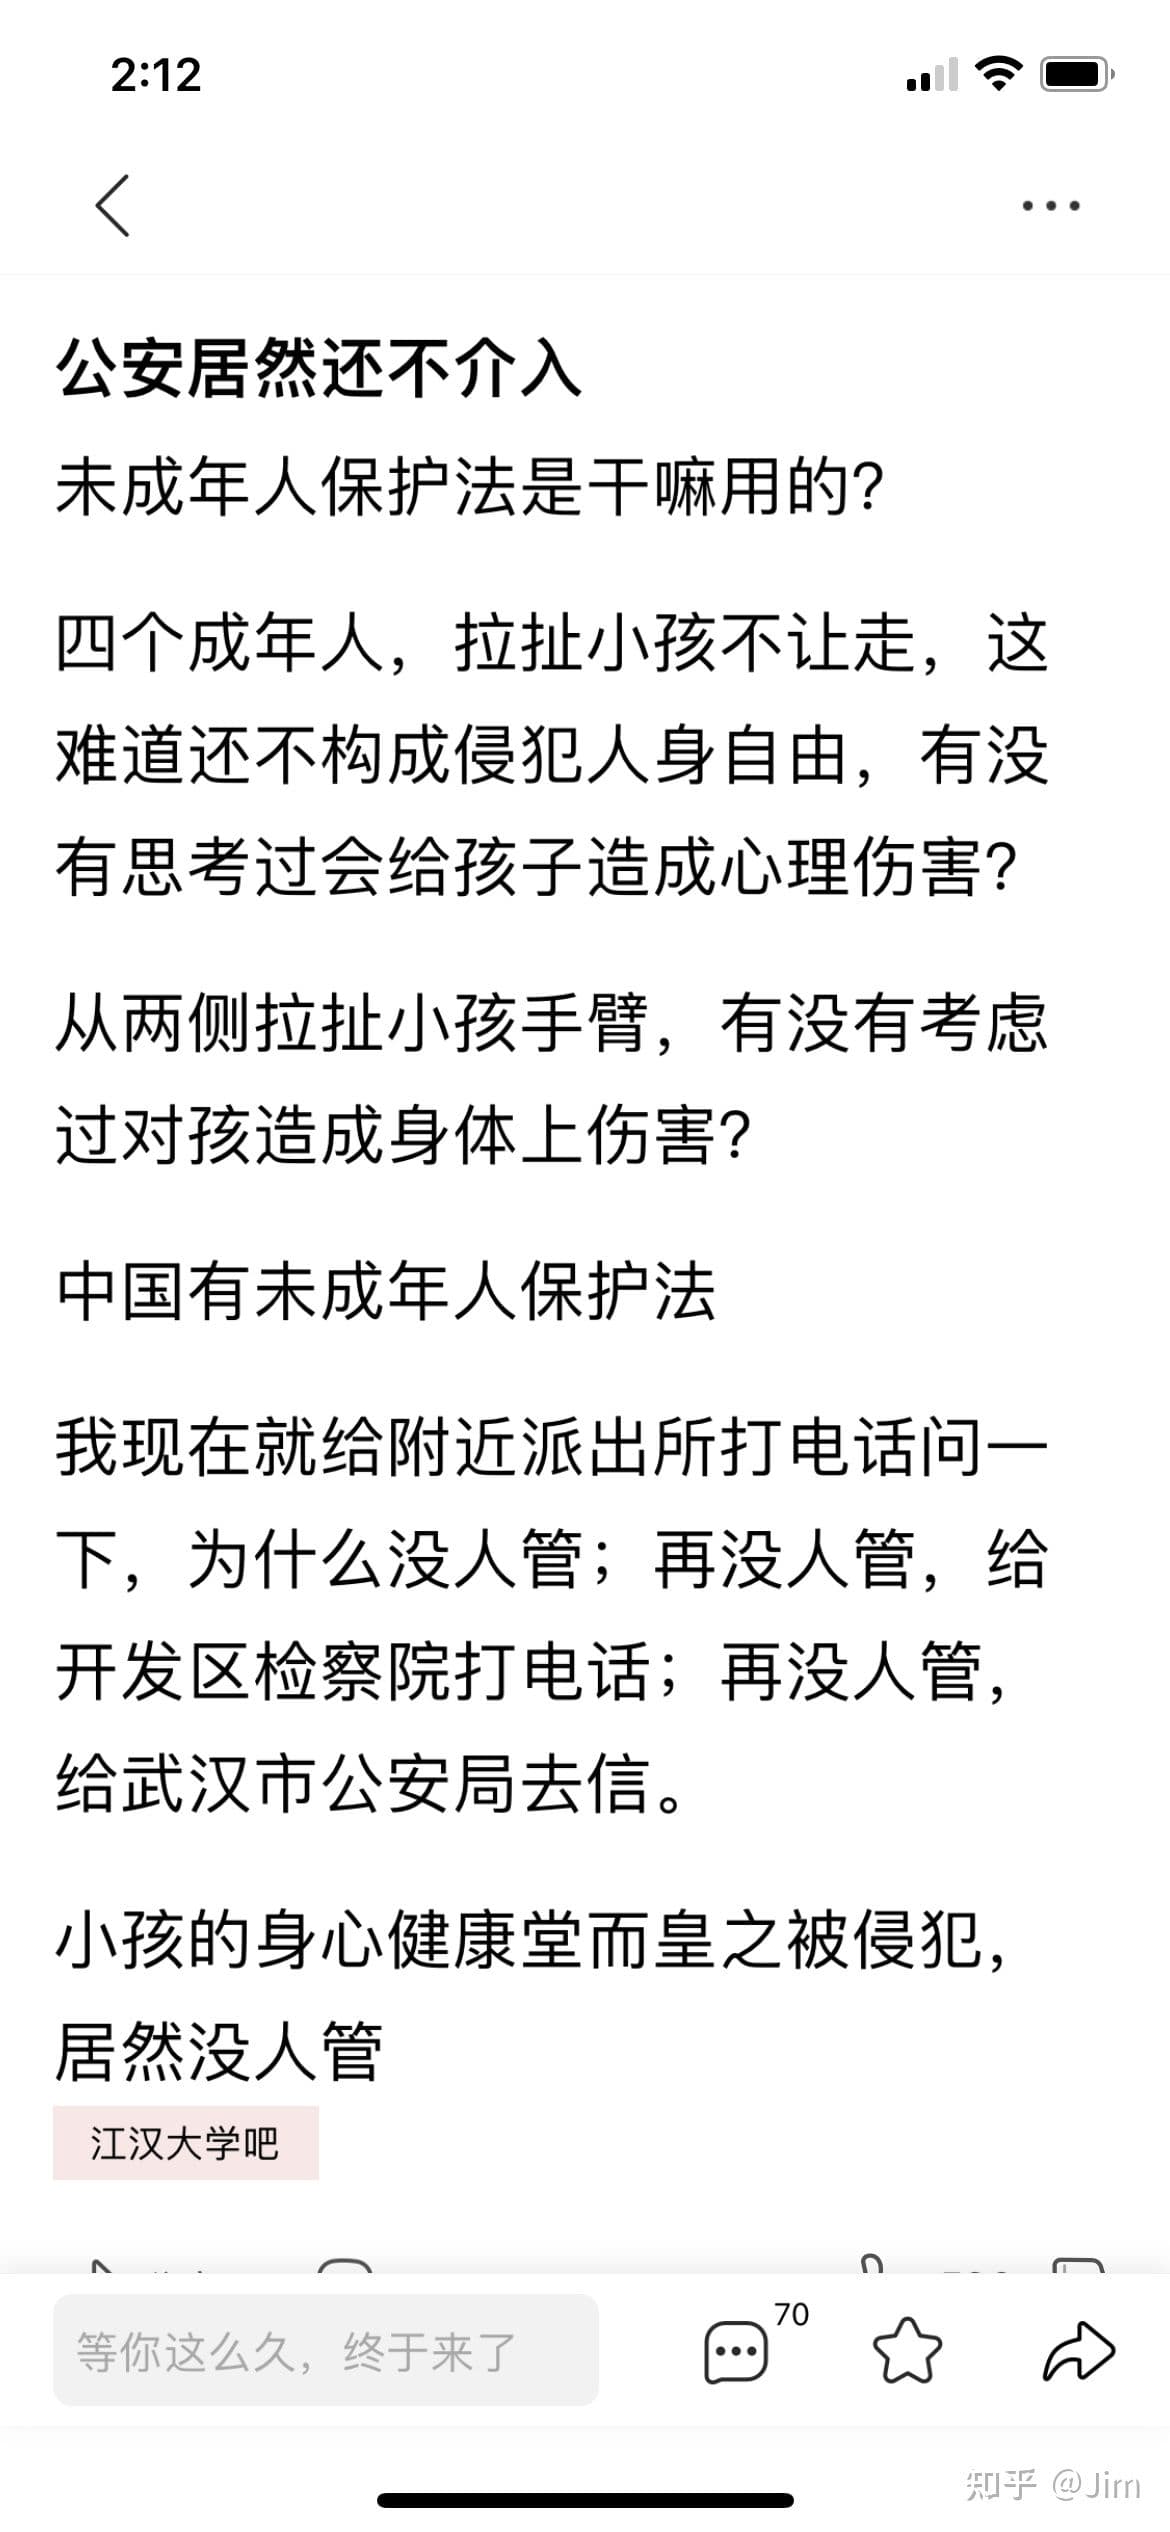 2:12
公安居然还不介入
未成年人保护法是干嘛用的?
四个成年人，拉扯小孩不让走，这
难道还不构成侵犯人身自由，有没
有思考过会给孩子造成心理伤害?
从两侧拉扯小孩手臂，有没有考虑
过对孩造成身体上伤害?
中国有未成年人保护法
我现在就给附近派出所打电话问一
下，为什么没人管；再没人管，给
开发区检察院打电话；再没人管，
给武汉市公安局去信。
小孩的身心健康堂而皇之被侵犯，
居然没人管
江汉大学吧
等你这么久，终于来了
70
知乎 @Jim